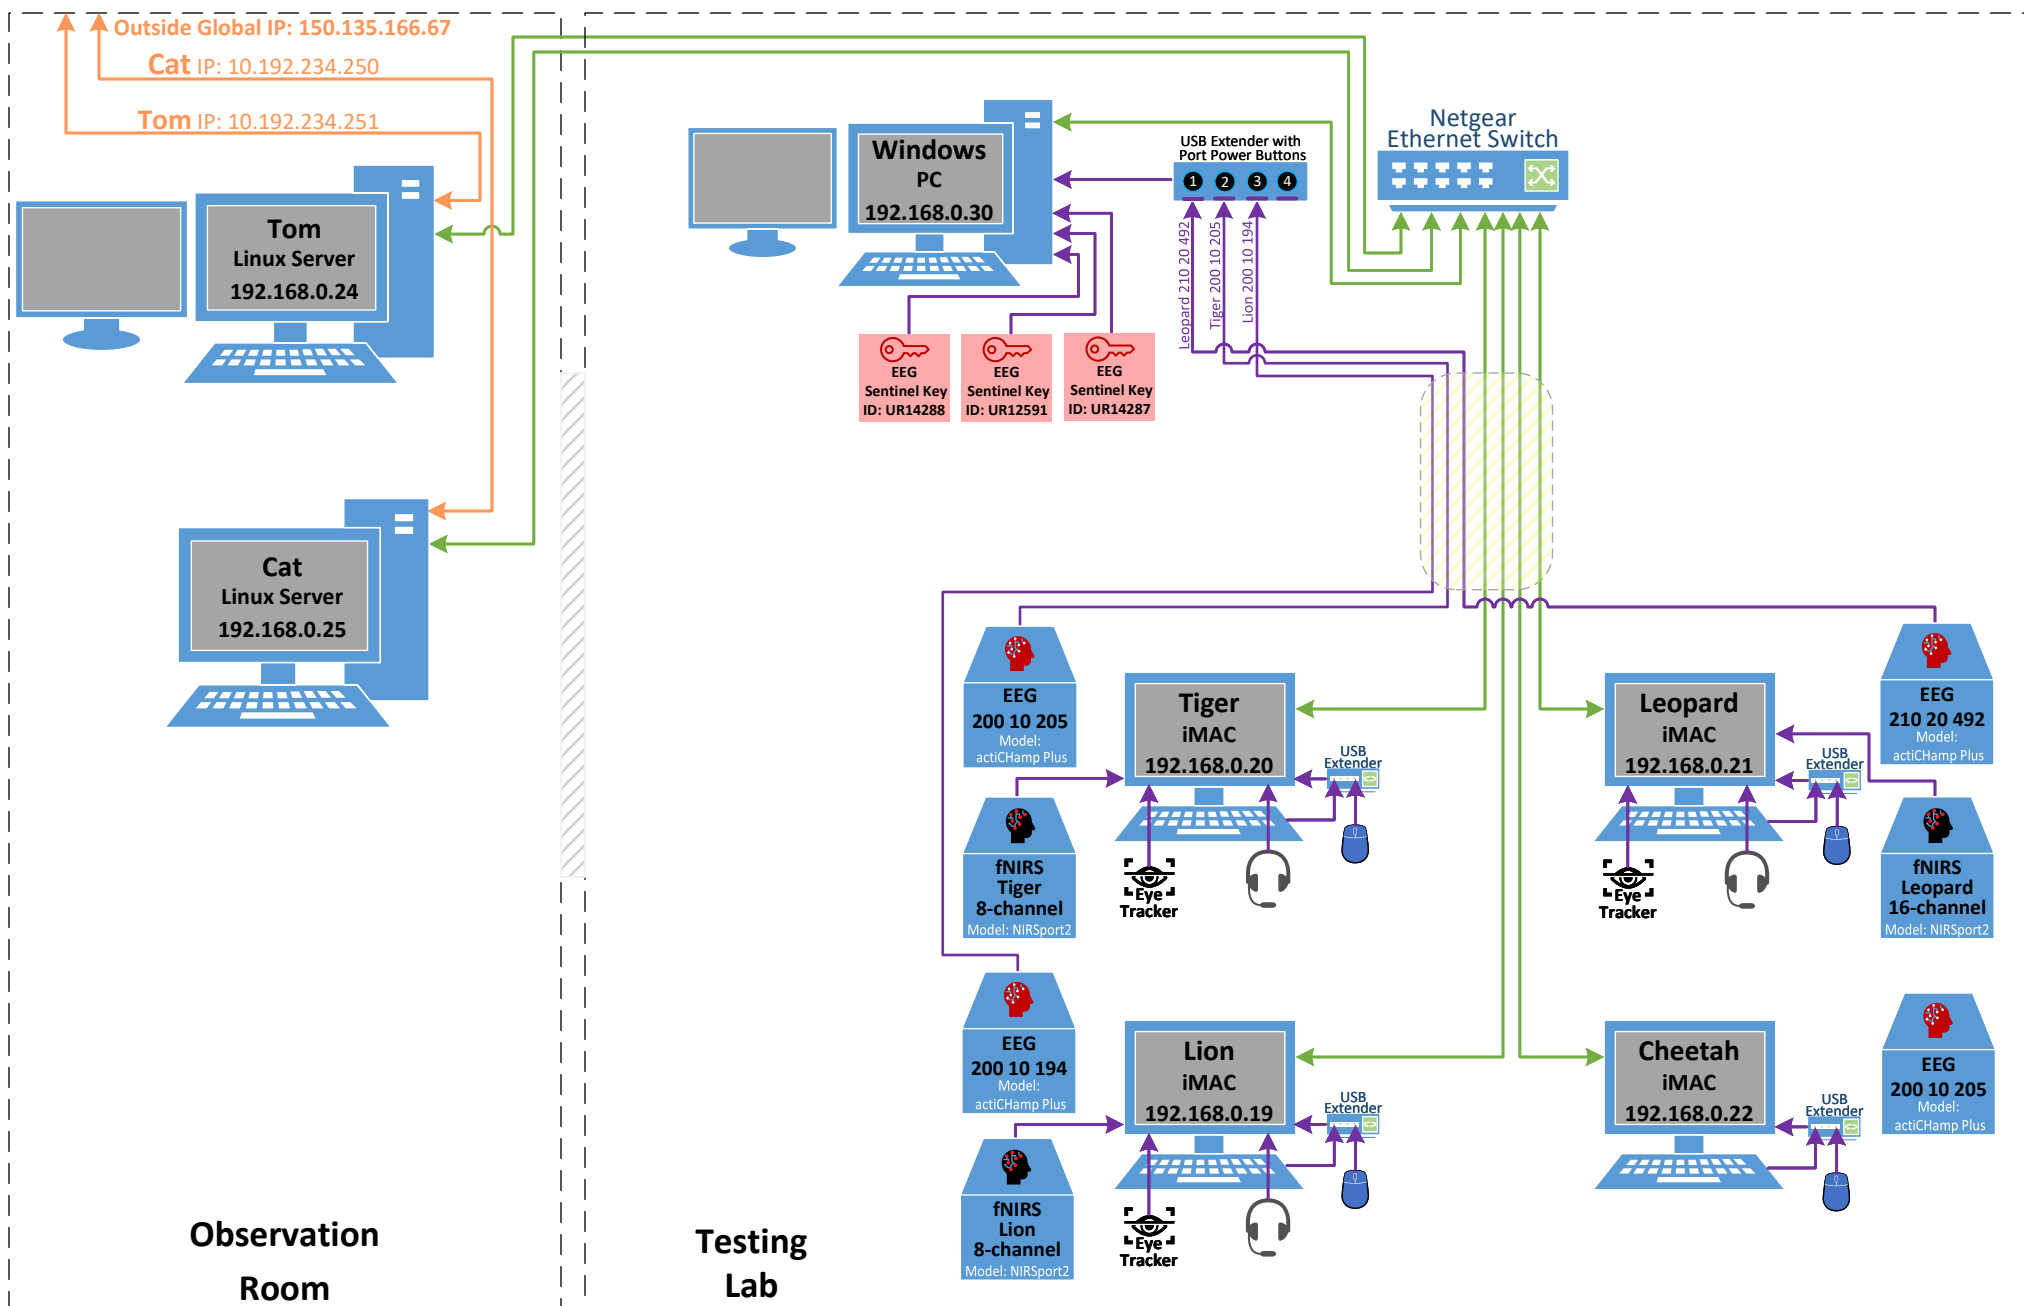 Outside Global IP: 150.135.166.67
Cat IP: 10.192.234.250
Tom IP: 10.192.234.251
Tom
Linux Server
192.168.0.24
Cat
Linux Server
192.168.0.25
Observation
Room
Windows
PC
192.168.0.30
USB Extender with
Port Power Buttons
1 2 3 4
Netgear
Ethernet Switch
Leopard 210 20 492
Tiger 200 10 205
Lion 200 10 194
EEG
Sentinel Key
ID: UR14288
EEG
Sentinel Key
ID: UR12591
EEG
Sentinel Key
ID: UR14287
EEG
200 10 205
Model:
actiCHamp Plus
Tiger
iMAC
192.168.0.20
USB
Extender
fNIRS
Tiger
8-channel
Model: NIRSport2
Eye
Tracker
Leopard
iMAC
192.168.0.21
USB
Extender
EEG
210 20 492
Model:
actiCHamp Plus
Eye
Tracker
fNIRS
Leopard
16-channel
Model: NIRSport2
EEG
200 10 194
Model:
actiCHamp Plus
Lion
iMAC
192.168.0.19
USB
Extender
fNIRS
Lion
8-channel
Model: NIRSport2
Eye
Tracker
Cheetah
iMAC
192.168.0.22
USB
Extender
EEG
200 10 205
Model:
actiCHamp Plus
Testing
Lab